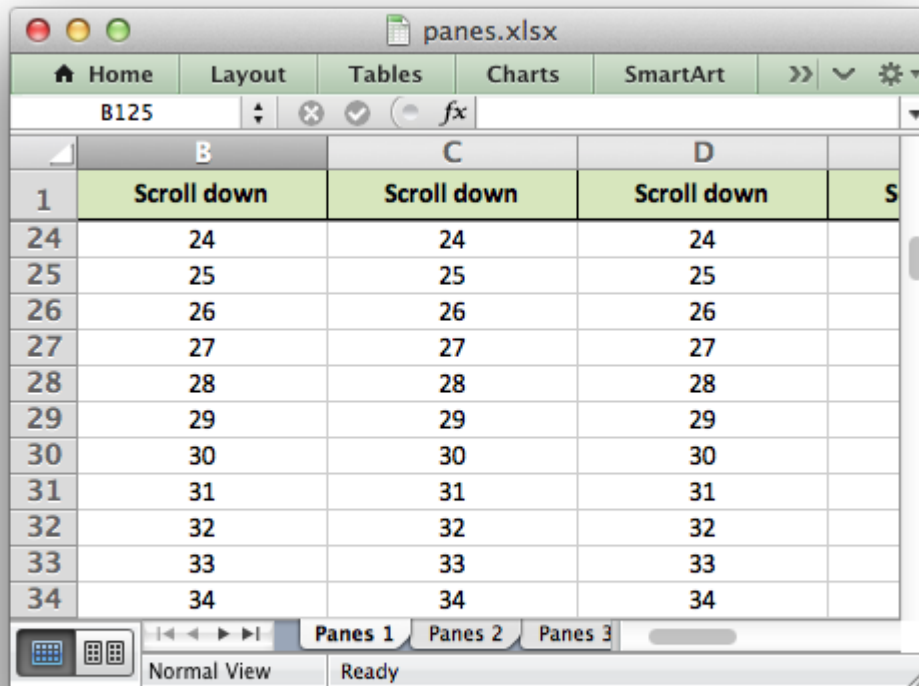 panes.xlsx
Home Layout Tables Charts SmartArt
B125 fx
B C D
1 Scroll down Scroll down Scroll down S
24 24 24 24
25 25 25 25
26 26 26 26
27 27 27 27
28 28 28 28
29 29 29 29
30 30 30 30
31 31 31 31
32 32 32 32
33 33 33 33
34 34 34 34
Panes 1 Panes 2 Panes 3
Normal View Ready